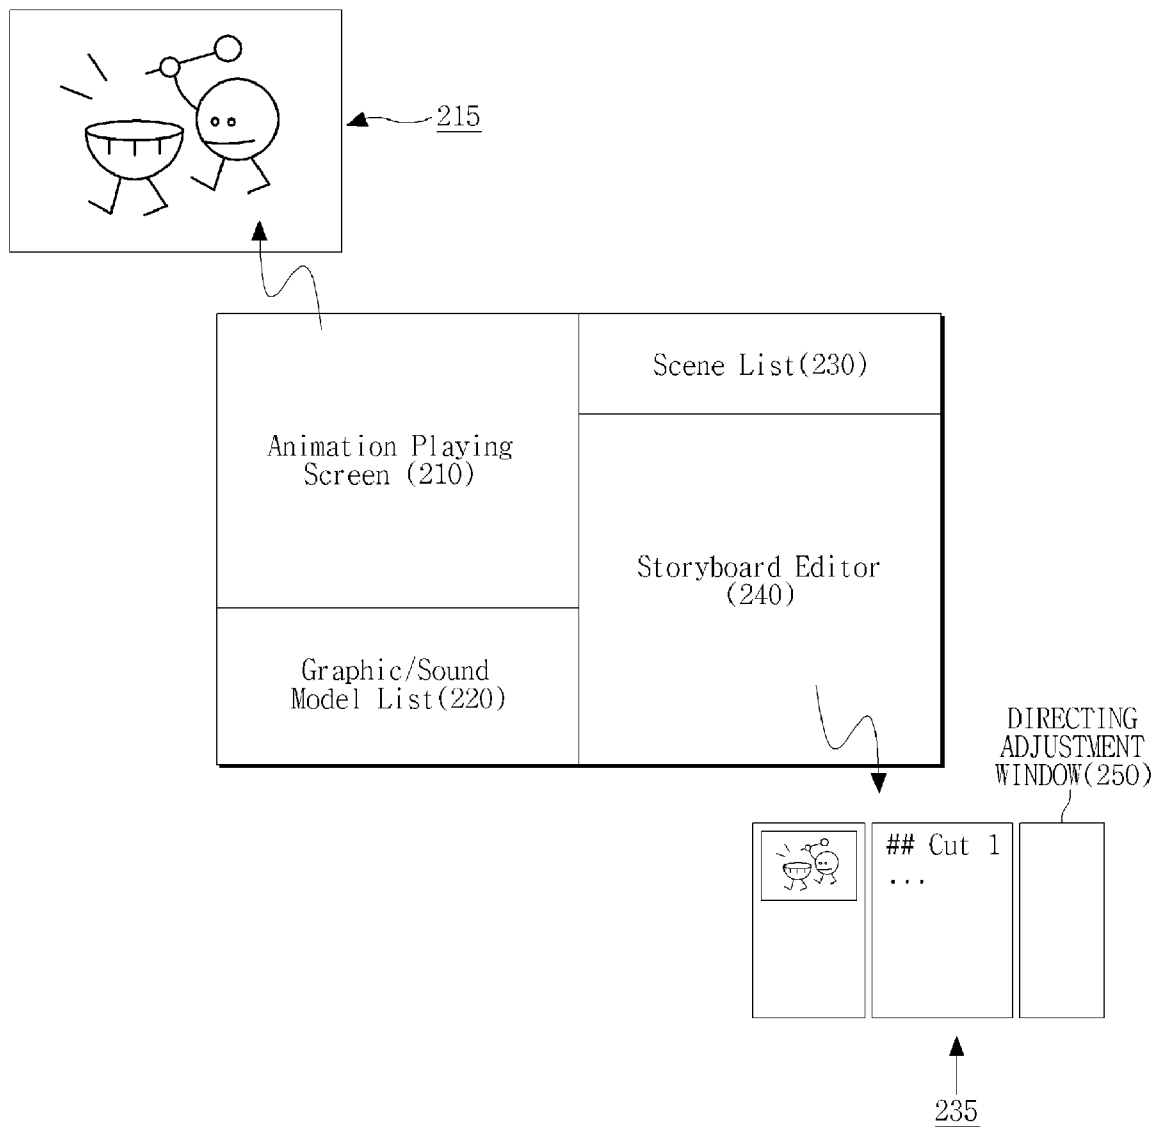 215
Scene List(230)
Animation Playing
Screen (210)
Storyboard Editor
(240)
Graphic/Sound
Model List(220)
DIRECTING
ADJUSTMENT
WINDOW(250)
## Cut 1
...
235